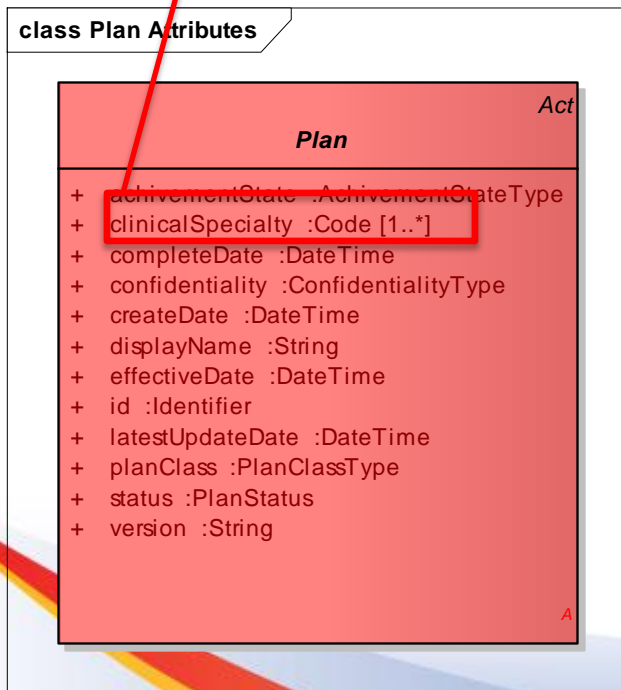 class Plan Attributes
Act
Plan
+ achivementState :AchivementStateType
+ clinicalSpecialty :Code [1..*]
+ completeDate :DateTime
+ confidentiality :ConfidentialityType
+ createDate :DateTime
+ displayName :String
+ effectiveDate :DateTime
+ id :Identifier
+ latestUpdateDate :DateTime
+ planClass :PlanClassType
+ status :PlanStatus
+ version :String
A